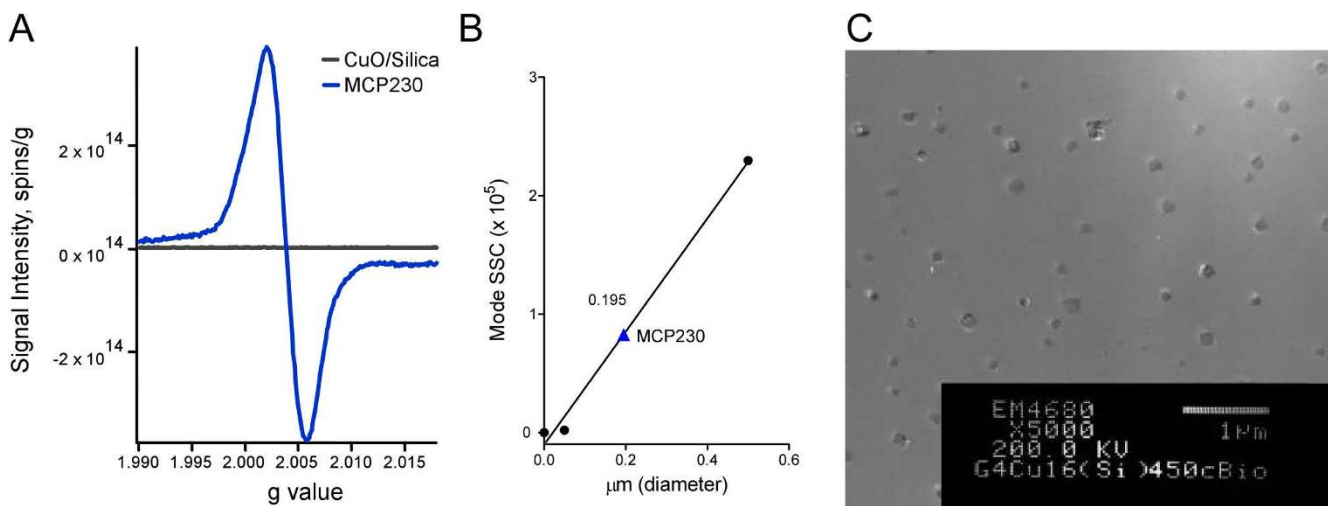 A
Signal Intensity, spins/g
2 x 10^14
0 x 10^14
-2 x 10^14
1.990 1.995 2.000 2.005 2.010 2.015
g value
CuO/Silica
MCP230
B
Mode SSC (x 10^5)
3
2
1
0
0.195
MCP230
0.0 0.2 0.4 0.6
µm (diameter)
C
EM4680
X5000
1µm
200.0 KV
G4Cu16(Si)450cBio